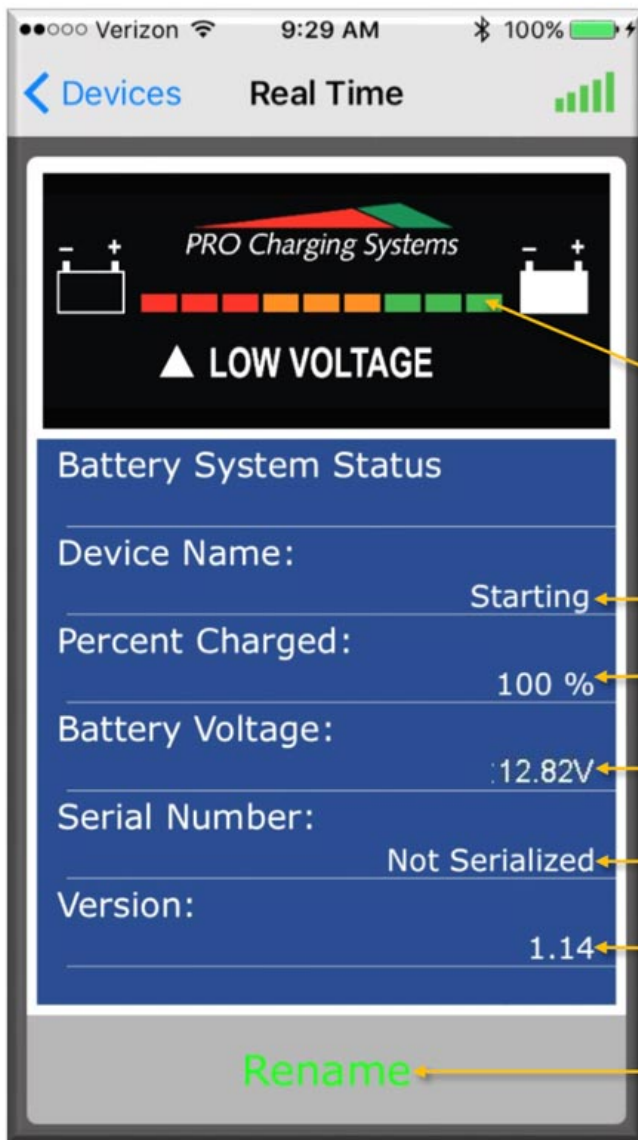 ●●○○○ Verizon 9:29 AM 100%
Devices Real Time
- + PRO Charging Systems - +
▲ LOW VOLTAGE
Battery System Status
Device Name:
Starting
Percent Charged:
100 %
Battery Voltage:
:12.82V
Serial Number:
Not Serialized
Version:
1.14
Rename